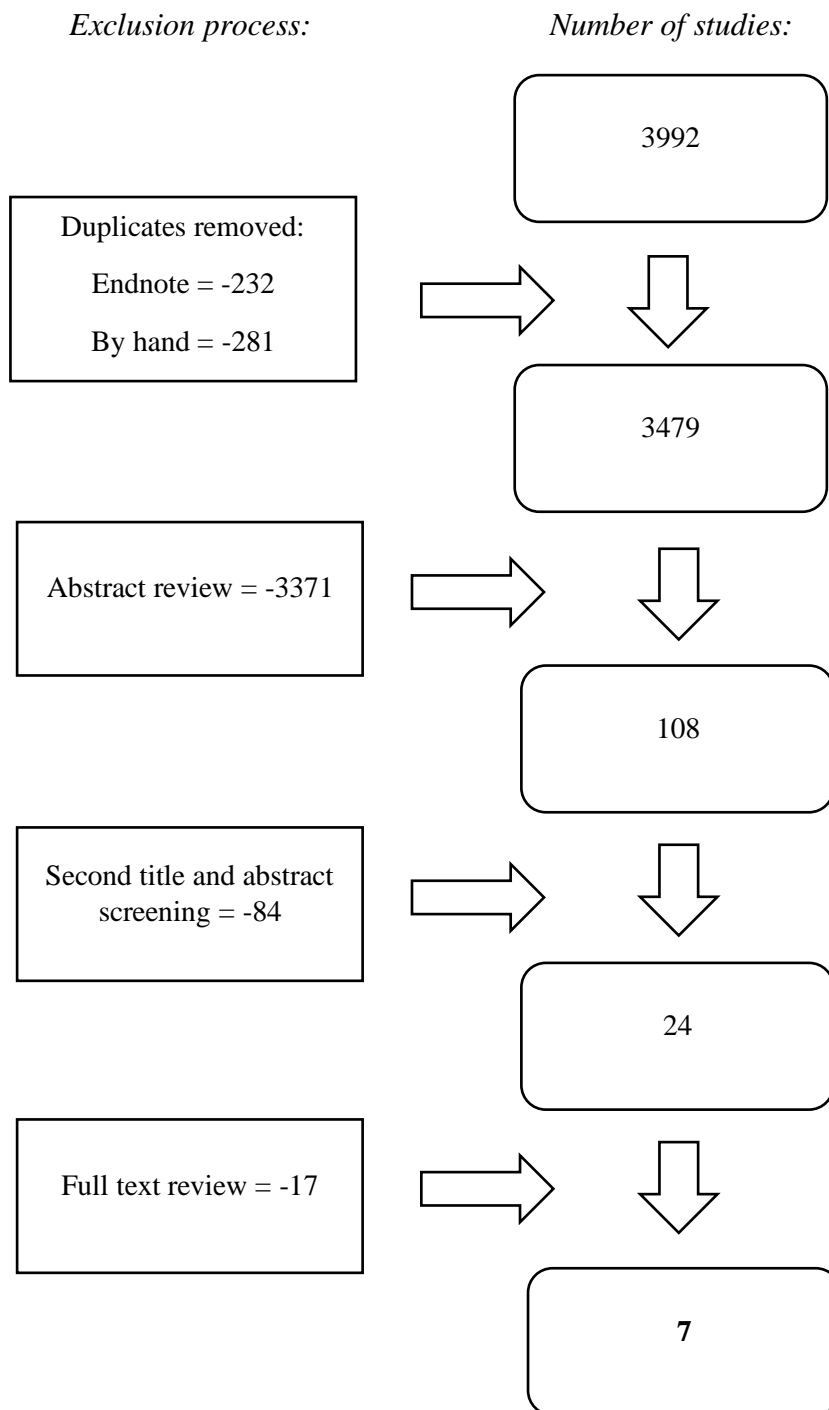 Exclusion process:
Number of studies:
3992
Duplicates removed:
Endnote = -232
By hand = -281
3479
Abstract review = -3371
108
Second title and abstract
screening = -84
24
Full text review = -17
7